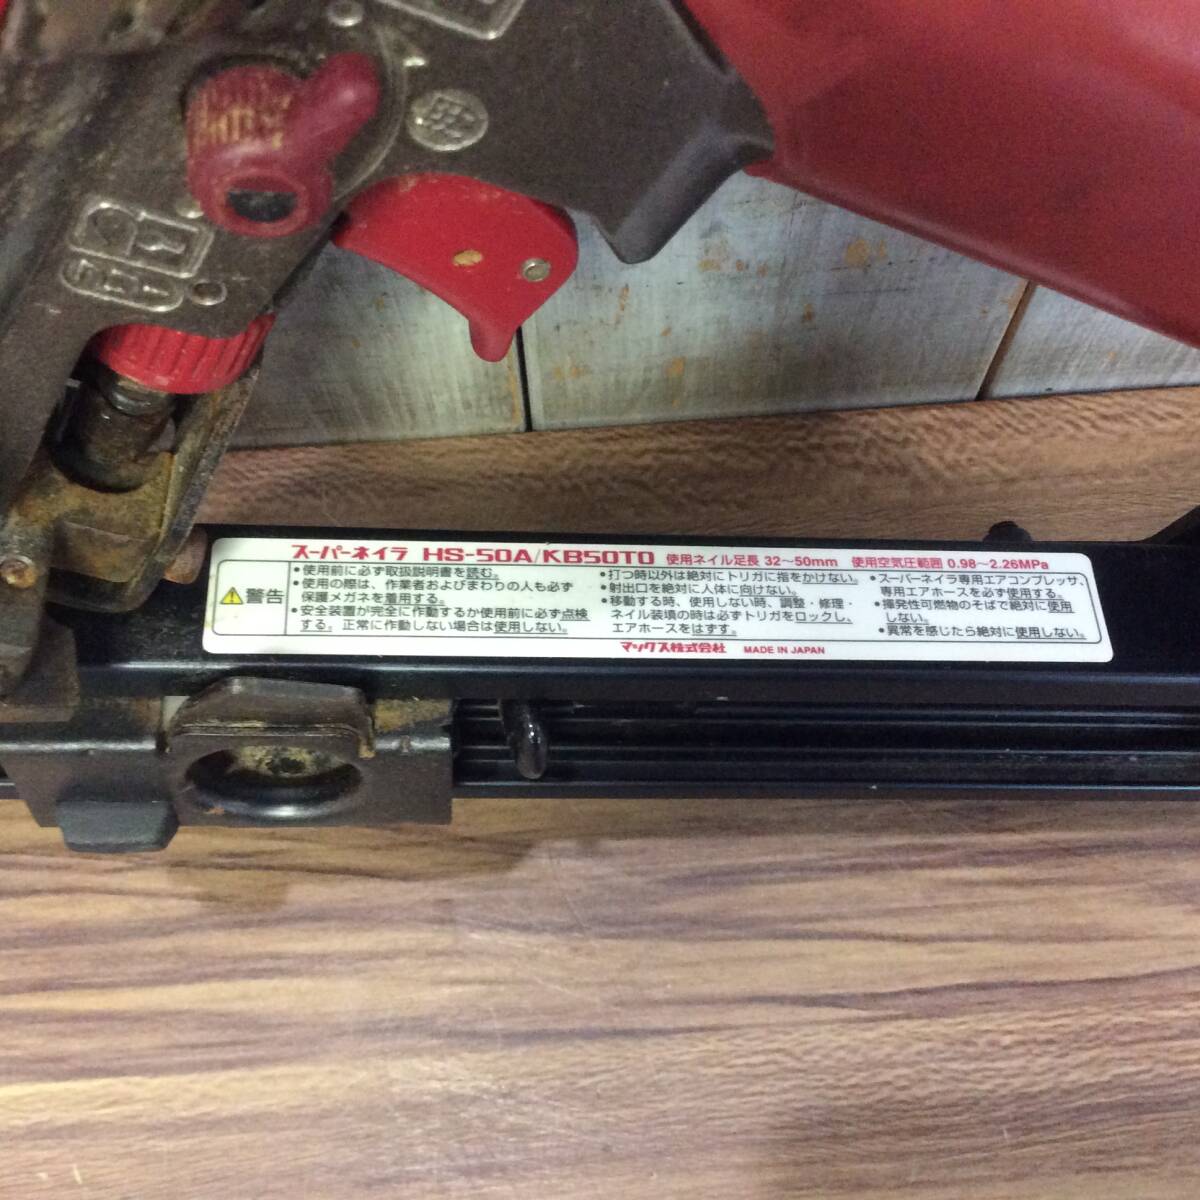 スーパーネイラ HS-50A/KB50T0 使用ネイル足長 32〜50mm 使用空気圧範囲 0.98〜2.26MPa
警告
•使用前に必ず取扱説明書を読む。
•使用の際は、作業者およびまわりの人も必ず
保護メガネを着用する。
•安全装置が完全に作動するか使用前に必ず点検
する。正常に作動しない場合は使用しない。
•打つ時以外は絶対にトリガに指をかけない。
•射出口を絶対に人体に向けない。
•移動する時、使用しない時、調整・修理・
ネイル装填の時は必ずトリガをロックし、
エアホースをはずす。
•スーパーネイラ専用エアコンプレッサ、
専用エアホースを必ず使用する。
•揮発性可燃物のそばで絶対に使用
しない。
•異常を感じたら絶対に使用しない。
マックス株式会社 MADE IN JAPAN